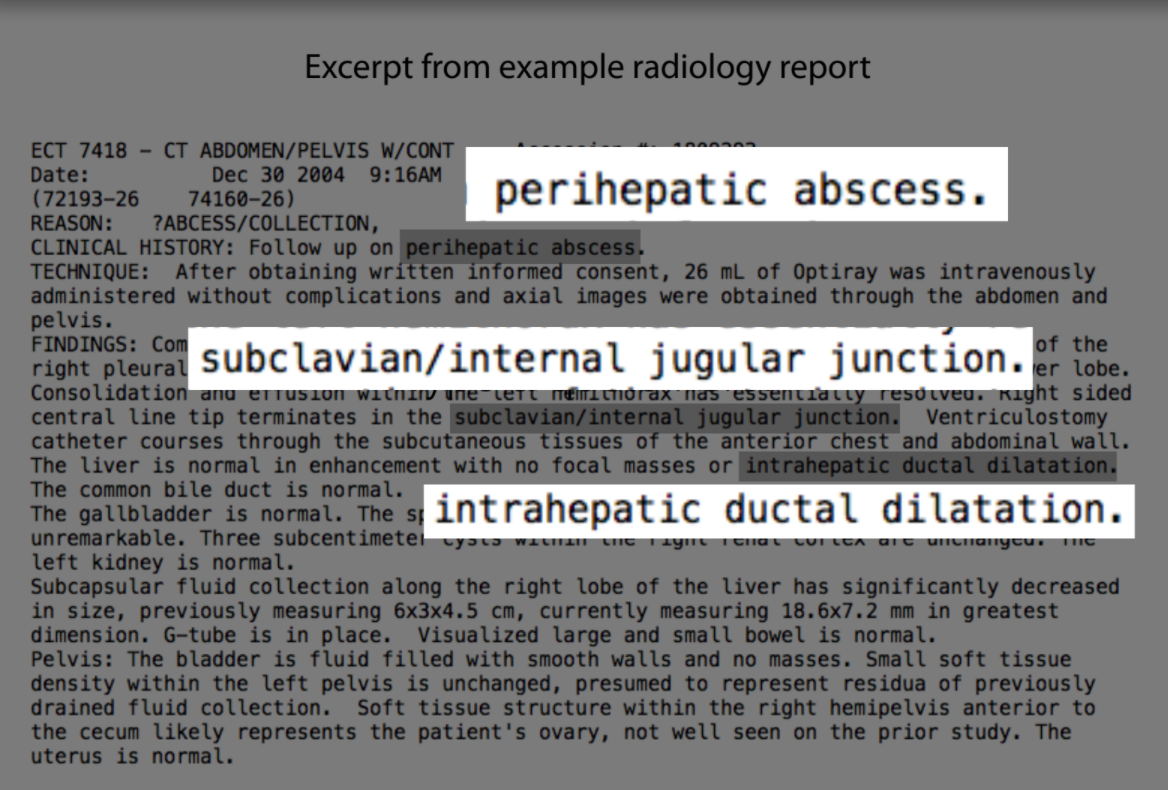 Excerpt from example radiology report
ECT 7418 - CT ABDOMEN/PELVIS W/CONT
Date: Dec 30 2004 9:16AM
perihepatic abscess.
(72193-26 74160-26)
REASON: ?ABCESS/COLLECTION,
CLINICAL HISTORY: Follow up on perihepatic abscess.
TECHNIQUE: After obtaining written informed consent, 26 mL of Optiray was intravenously
administered without complications and axial images were obtained through the abdomen and
pelvis.
FINDINGS: of the
subclavian/internal jugular junction.
right pleural lobe.
Consolidation and effusion within the left hemithorax has essentially resolved. Right sided
central line tip terminates in the subclavian/internal jugular junction. Ventriculostomy
catheter courses through the subcutaneous tissues of the anterior chest and abdominal wall.
The liver is normal in enhancement with no focal masses or intrahepatic ductal dilatation.
The common bile duct is normal.
intrahepatic ductal dilatation.
The gallbladder is normal. The
unremarkable. Three subcentimeter cysts within the right renal cortex are unchanged. The
left kidney is normal.
Subcapsular fluid collection along the right lobe of the liver has significantly decreased
in size, previously measuring 6x3x4.5 cm, currently measuring 18.6x7.2 mm in greatest
dimension. G-tube is in place. Visualized large and small bowel is normal.
Pelvis: The bladder is fluid filled with smooth walls and no masses. Small soft tissue
density within the left pelvis is unchanged, presumed to represent residua of previously
drained fluid collection. Soft tissue structure within the right hemipelvis anterior to
the cecum likely represents the patient's ovary, not well seen on the prior study. The
uterus is normal.